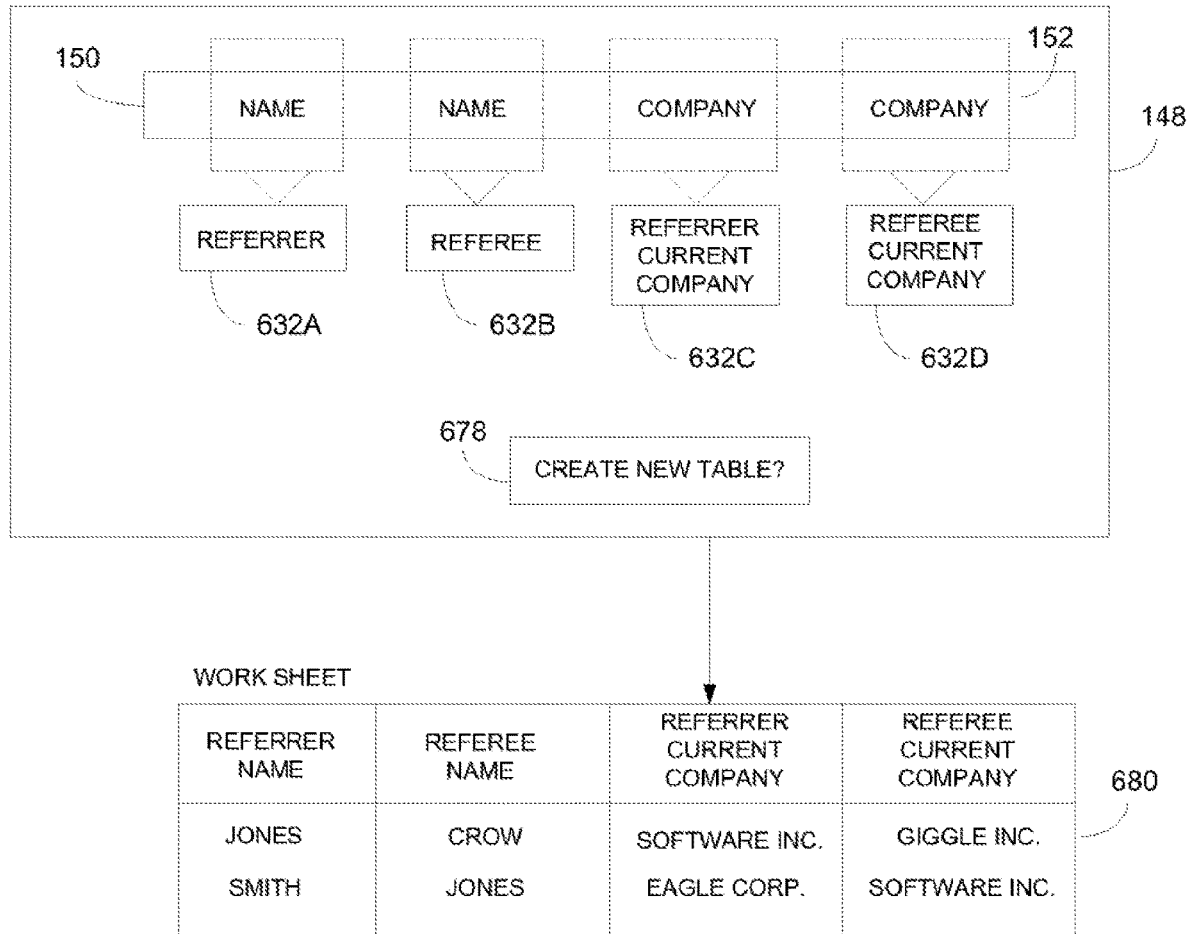 150
152
NAME NAME COMPANY COMPANY
148
REFERRER
REFEREE
REFERRER
CURRENT
COMPANY
REFEREE
CURRENT
COMPANY
632A
632B
632C
632D
678
CREATE NEW TABLE?
WORK SHEET
REFERRER
NAME
REFEREE
NAME
REFERRER
CURRENT
COMPANY
REFEREE
CURRENT
COMPANY
680
JONES CROW SOFTWARE INC. GIGGLE INC.
SMITH JONES EAGLE CORP. SOFTWARE INC.